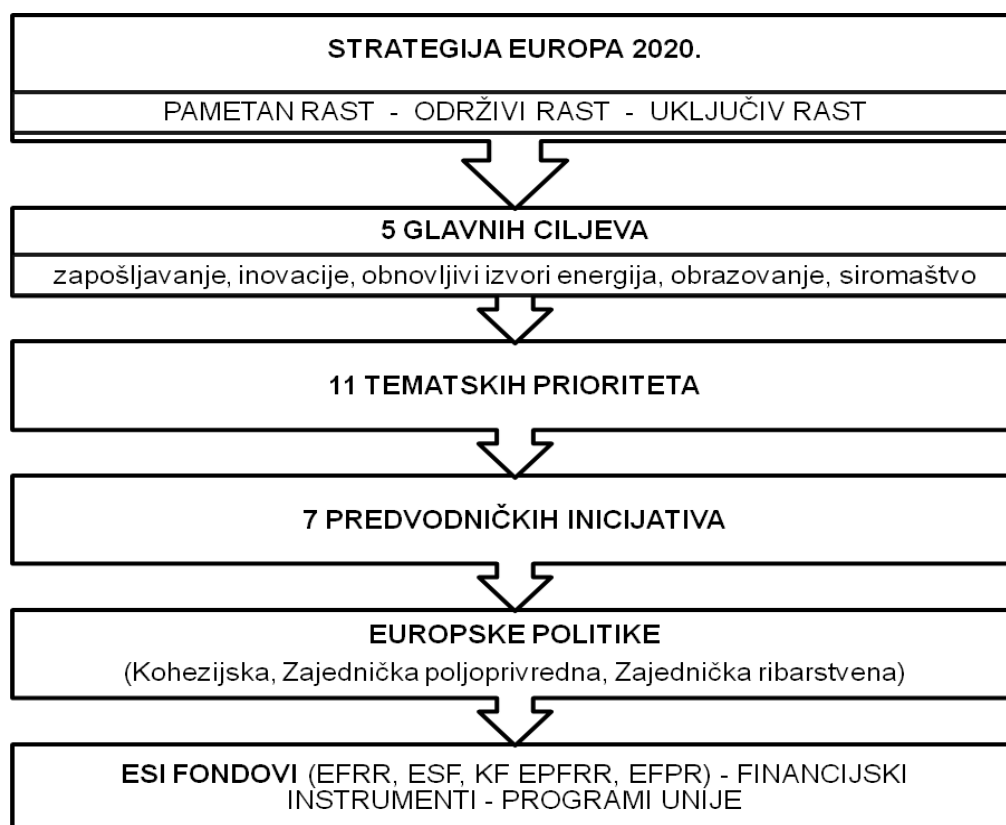 STRATEGIJA EUROPA 2020.
PAMETAN RAST - ODRŽIVI RAST - UKLJUČIV RAST
5 GLAVNIH CILJEVA
zapošljavanje, inovacije, obnovljivi izvori energija, obrazovanje, siromaštvo
11 TEMATSKIH PRIORITETA
7 PREDVODNIČKIH INICIJATIVA
EUROPSKE POLITIKE
(Kohezijska, Zajednička poljoprivredna, Zajednička ribarstvena)
ESI FONDOVI (EFRR, ESF, KF EPFRR, EFPR) - FINANCIJSKI
INSTRUMENTI - PROGRAMI UNIJE